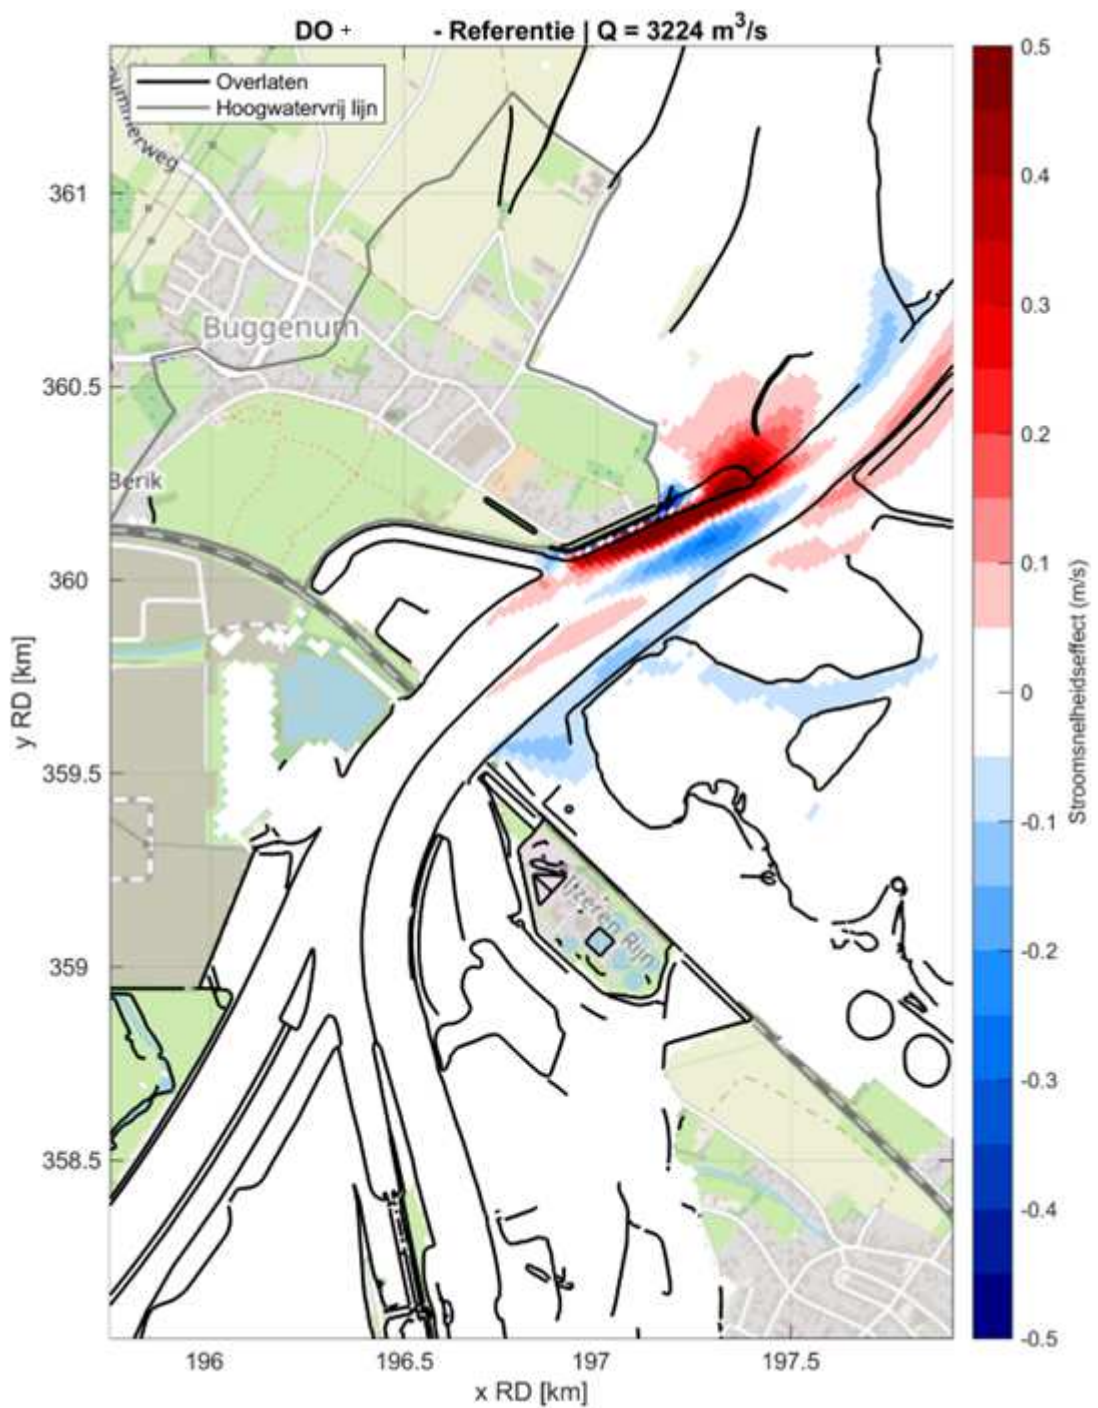 DO + - Referentie | Q = 3224 m³/s
Overlaten
Hoogwatervrij lijn
Buggenum
Berik
IJzeren Rijn
361
360.5
360
359.5
359
358.5
y RD [km]
196
196.5
197
197.5
x RD [km]
0.5
0.4
0.3
0.2
0.1
0
-0.1
-0.2
-0.3
-0.4
-0.5
Stroomsnelheidseffect (m/s)